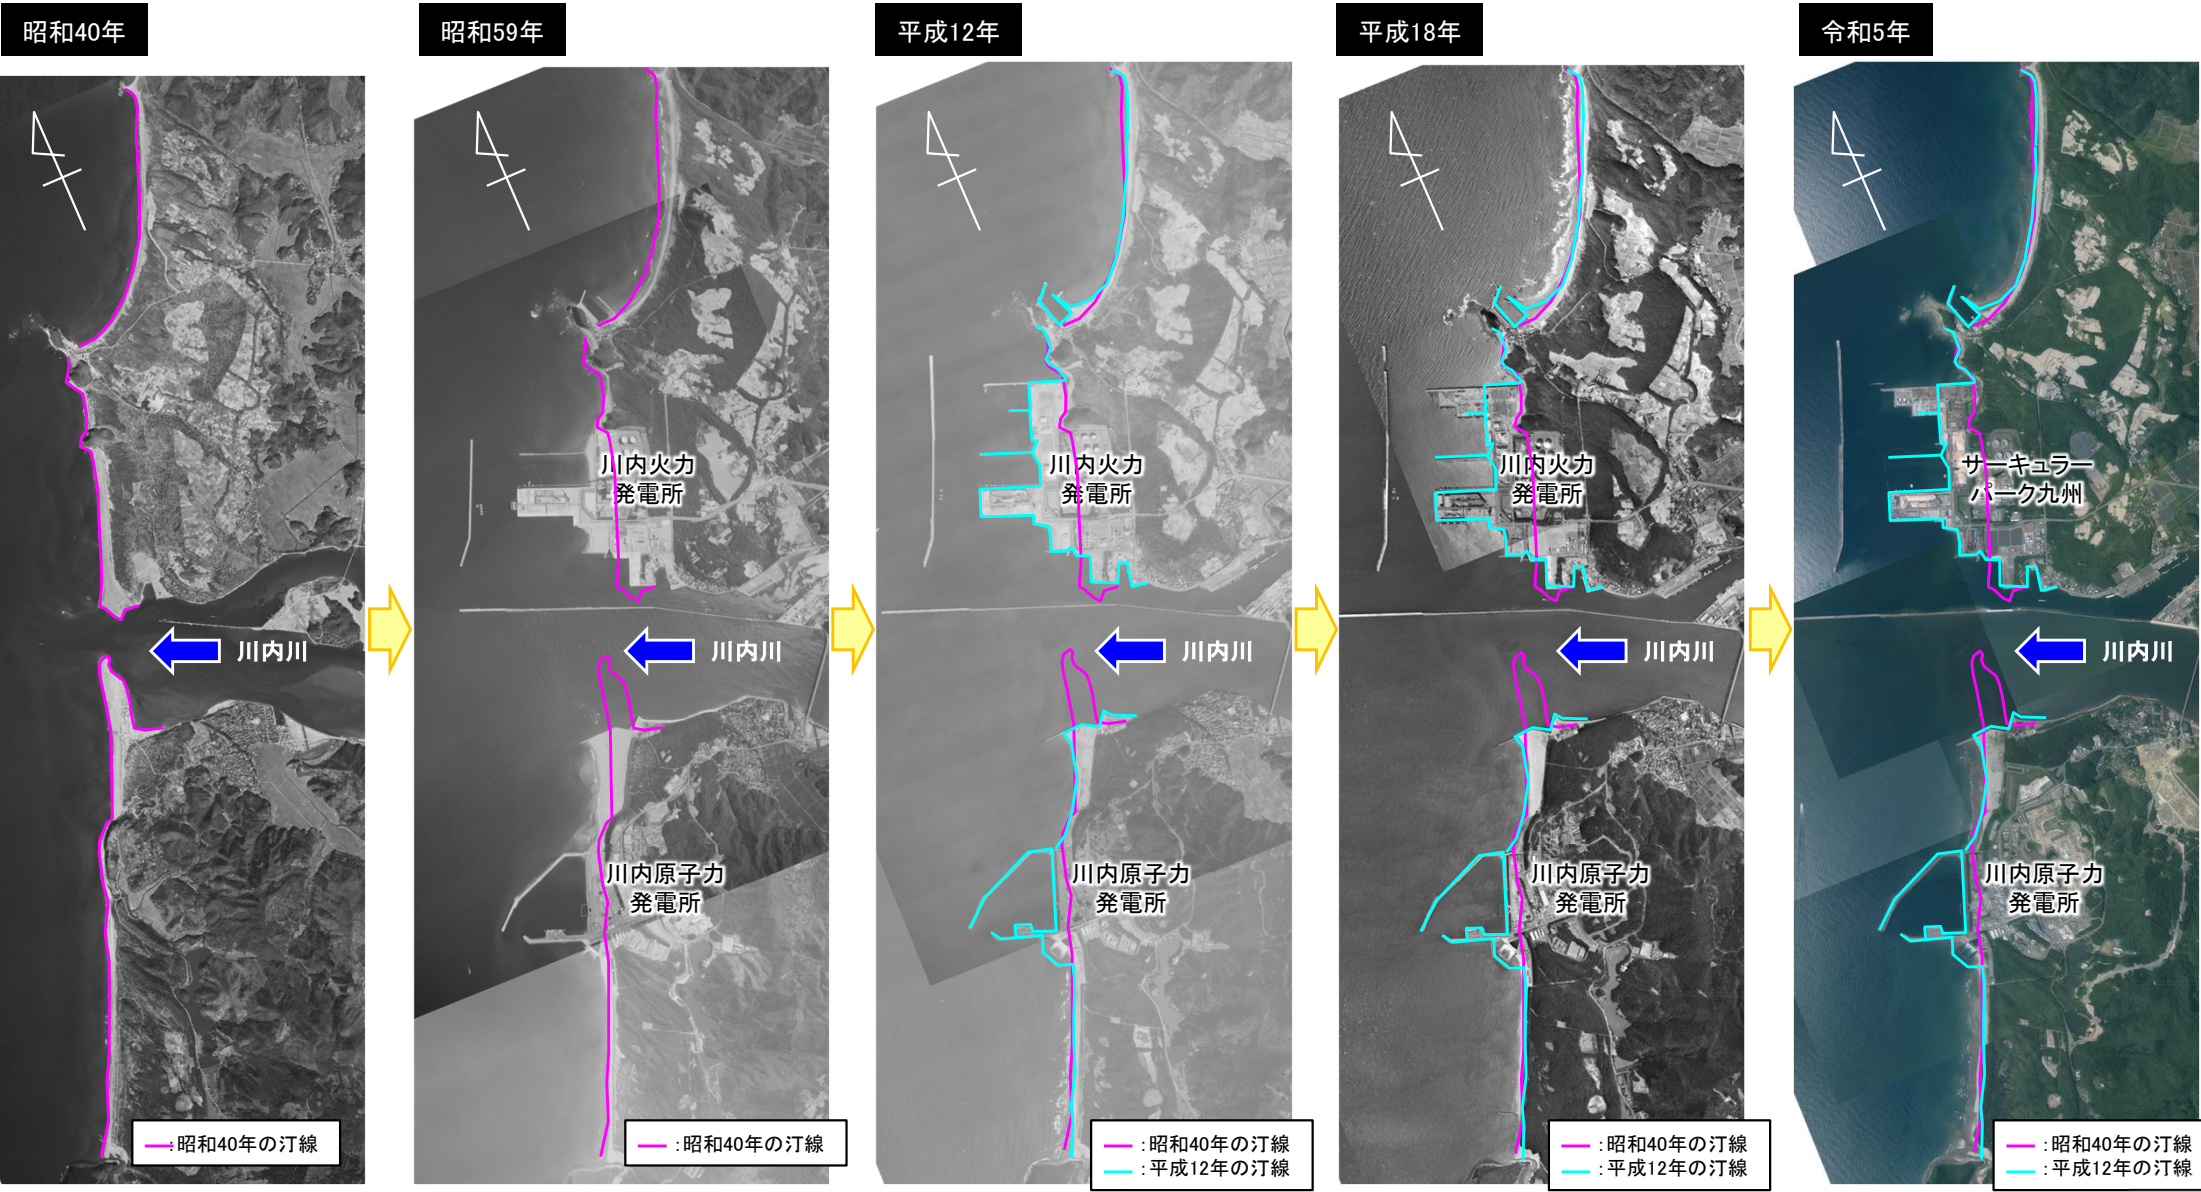 昭和40年
昭和59年
平成12年
平成18年
令和5年
川内火力
発電所
川内火力
発電所
川内火力
発電所
サーキュラー
パーク九州
川内川
川内川
川内川
川内川
川内川
川内原子力
発電所
川内原子力
発電所
川内原子力
発電所
川内原子力
発電所
:昭和40年の汀線
:昭和40年の汀線
:昭和40年の汀線
:平成12年の汀線
:昭和40年の汀線
:平成12年の汀線
:昭和40年の汀線
:平成12年の汀線